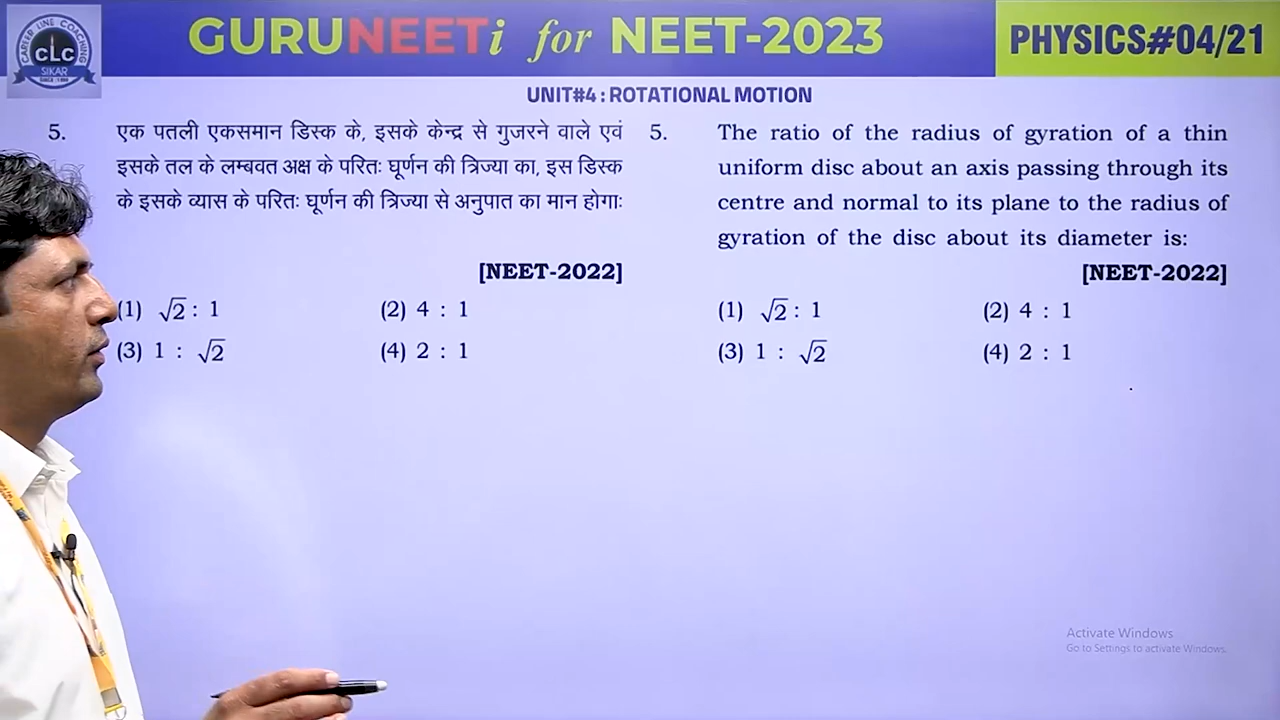 CAREER LINE COACHING
CLC
SIKAR
SINCE : 1996
GURUNEETi for NEET-2023
PHYSICS#04/21
UNIT#4 : ROTATIONAL MOTION
5. एक पतली एकसमान डिस्क के, इसके केन्द्र से गुजरने वाले एवं
इसके तल के लम्बवत अक्ष के परितः घूर्णन की त्रिज्या का, इस डिस्क
के इसके व्यास के परितः घूर्णन की त्रिज्या से अनुपात का मान होगाः
[NEET-2022]
(1) √2 : 1 (2) 4 : 1
(3) 1 : √2 (4) 2 : 1
5. The ratio of the radius of gyration of a thin
uniform disc about an axis passing through its
centre and normal to its plane to the radius of
gyration of the disc about its diameter is:
[NEET-2022]
(1) √2 : 1 (2) 4 : 1
(3) 1 : √2 (4) 2 : 1
Activate Windows
Go to Settings to activate Windows.